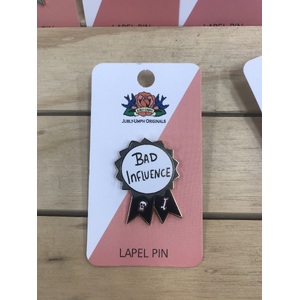 JUBLY-UMPH ORIGINALS
BAD
INFLUENCE
LAPEL PIN